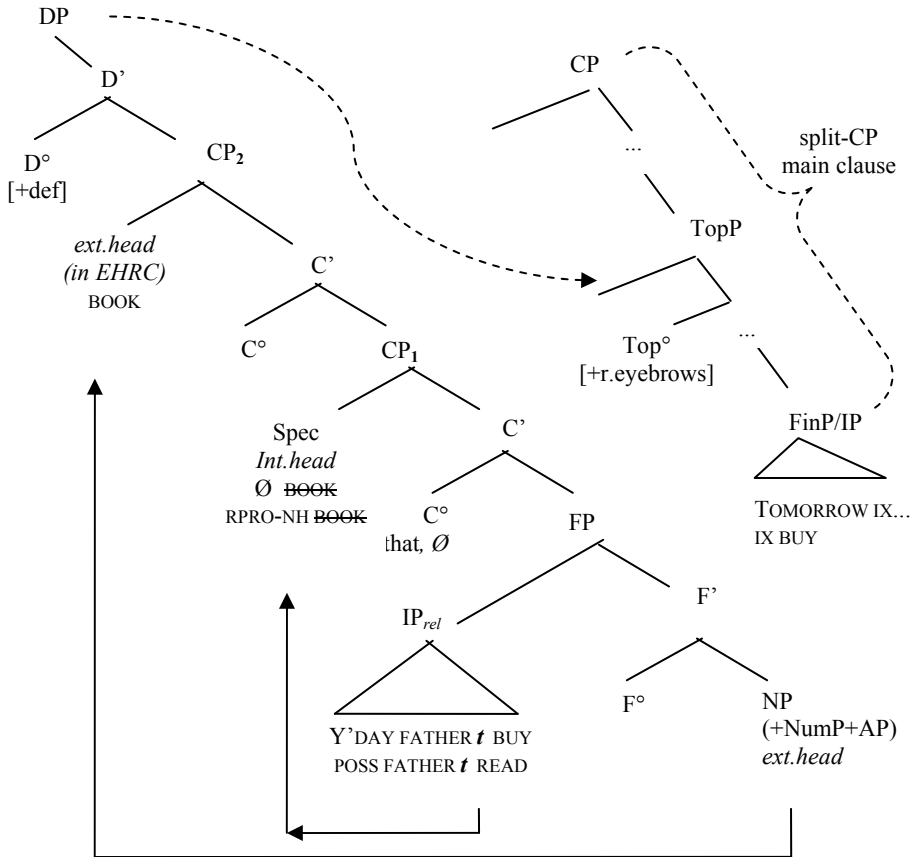 DP
CP
D'
split-CP
main clause
...
D°
[+def]
CP2
TopP
ext.head
(in EHRC)
BOOK
C'
Top°
[+r.eyebrows]
...
C°
CP1
FinP/IP
Spec
Int.head
Ø BOOK
RPRO-NH BOOK
C'
C°
that, Ø
FP
TOMORROW IX...
IX BUY
IPrel
F'
F°
NP
(+NumP+AP)
ext.head
Y'DAY FATHER t BUY
POSS FATHER t READ